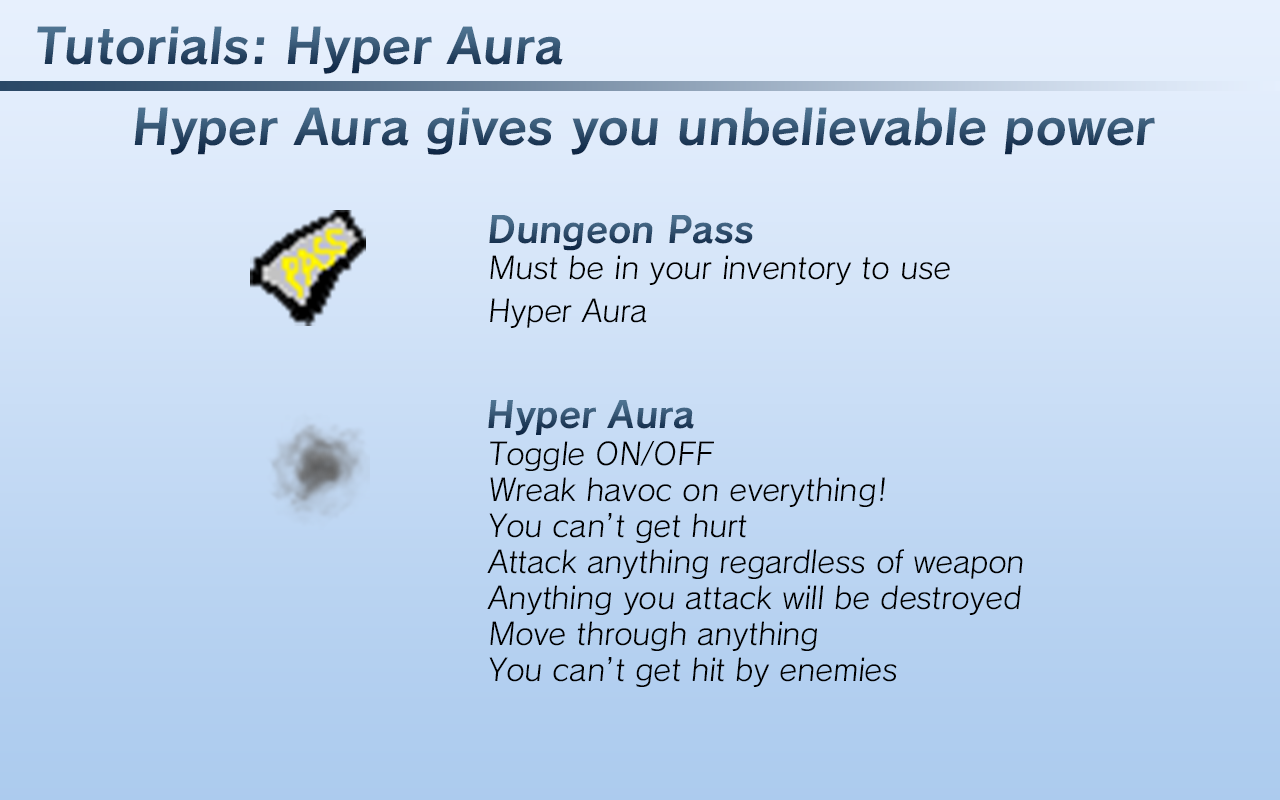 Tutorials: Hyper Aura
Hyper Aura gives you unbelievable power
PASS
Dungeon Pass
Must be in your inventory to use
Hyper Aura
Hyper Aura
Toggle ON/OFF
Wreak havoc on everything!
You can’t get hurt
Attack anything regardless of weapon
Anything you attack will be destroyed
Move through anything
You can’t get hit by enemies